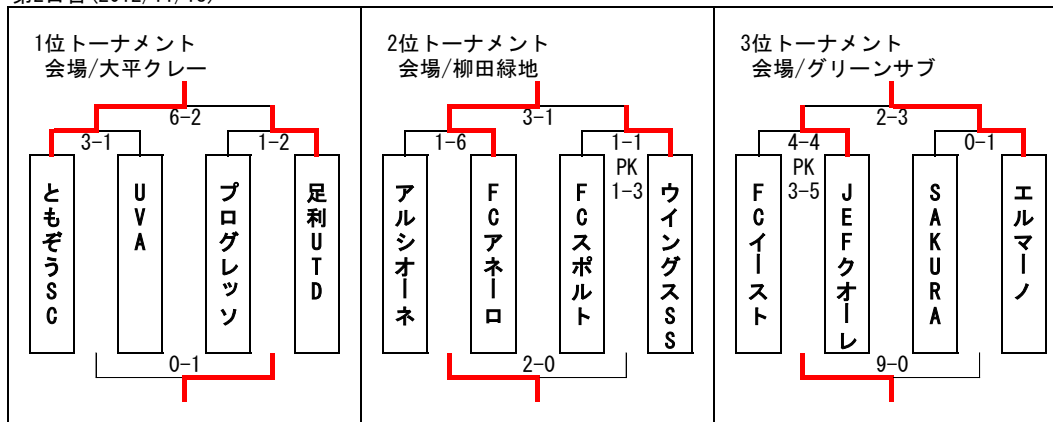 1位トーナメント
会場/大平クレー
6-2
3-1
1-2
ともぞうSC
UVA
プログレッソ
足利UTD
0-1
2位トーナメント
会場/柳田緑地
3-1
1-6
1-1
PK
1-3
アルシオーネ
FCアネーロ
FCスポルト
ウイングスSS
2-0
3位トーナメント
会場/グリーンサブ
2-3
4-4
PK
3-5
0-1
FCイースト
JEFクオーレ
SAKURA
エルマーノ
9-0